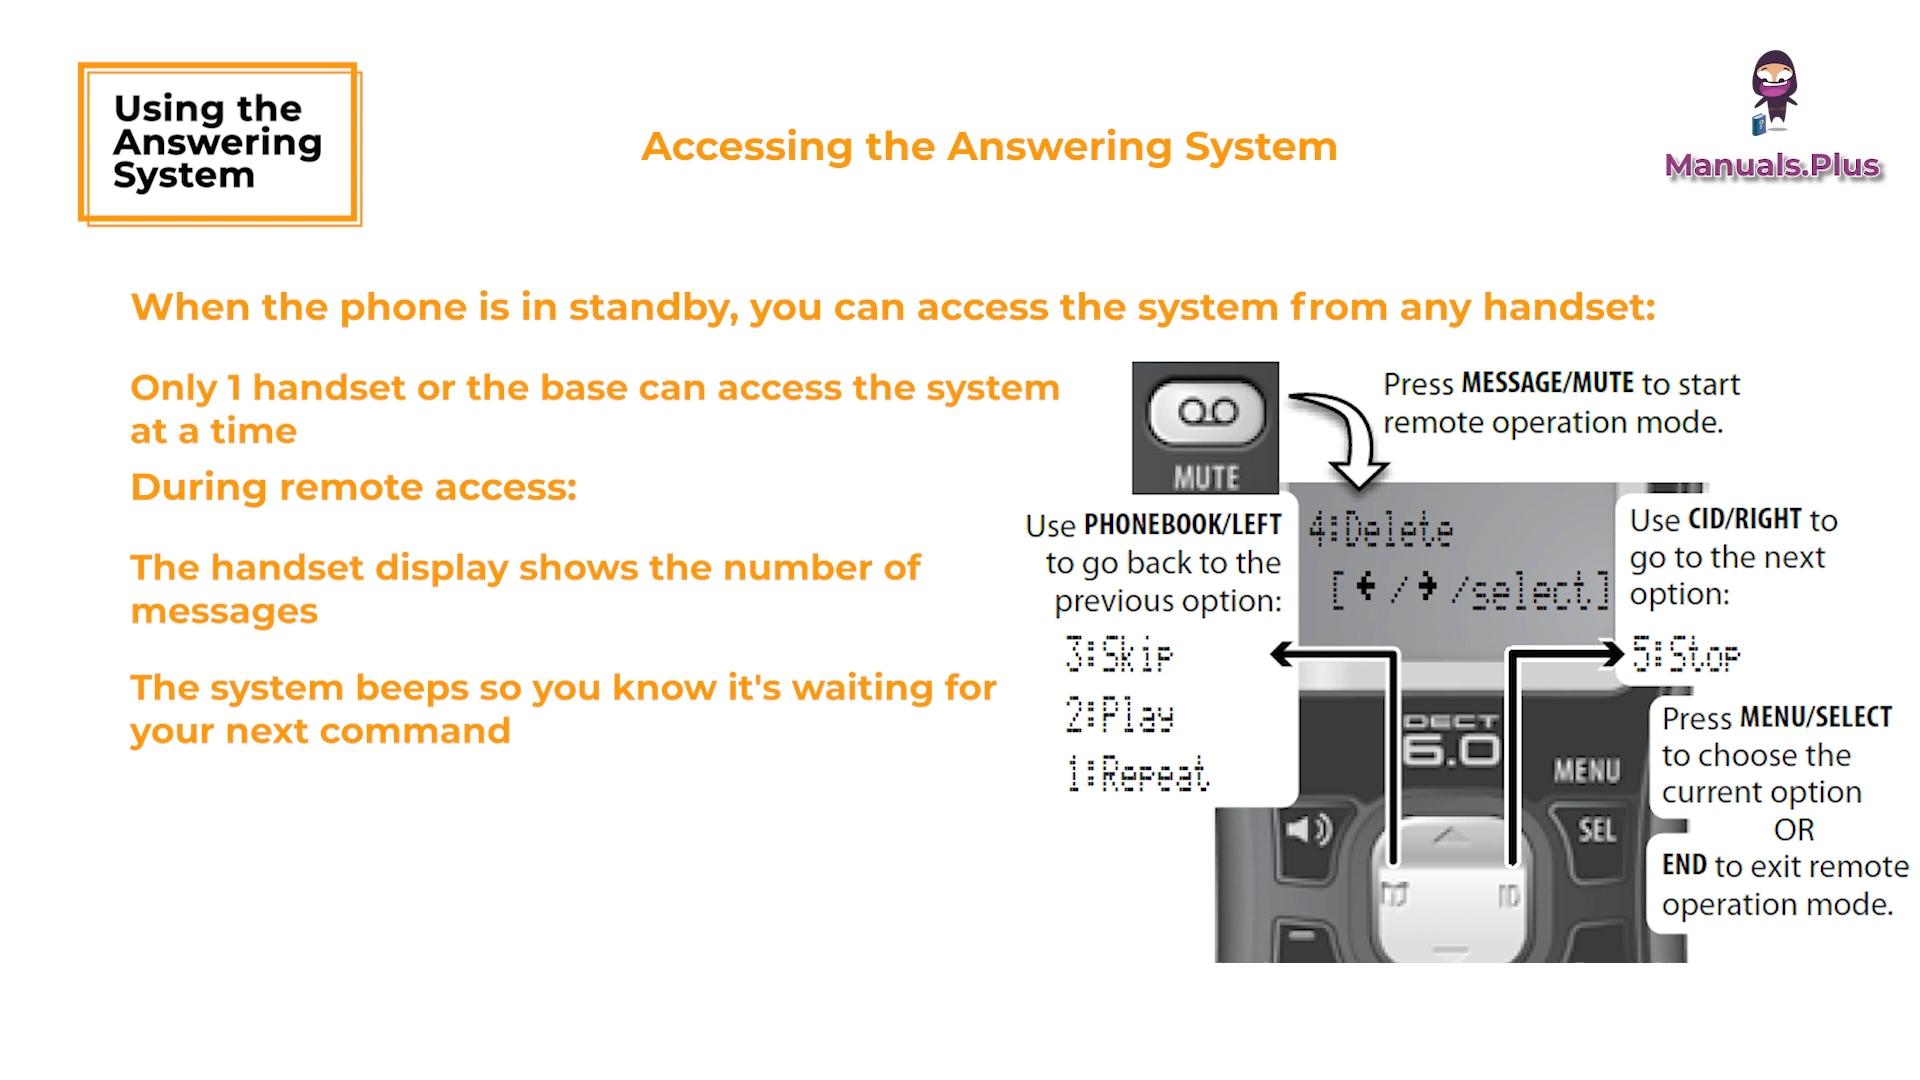 Using the
Answering
System
Accessing the Answering System
Manuals.Plus
When the phone is in standby, you can access the system from any handset:
Only 1 handset or the base can access the system
at a time
During remote access:
The handset display shows the number of
messages
The system beeps so you know it's waiting for
your next command
MUTE
Press MESSAGE/MUTE to start
remote operation mode.
Use PHONEBOOK/LEFT
to go back to the
previous option:
3:Skip
2:Play
1:Repeat
4:Delete
[←/→/select]
Use CID/RIGHT to
go to the next
option:
5:Stop
Press MENU/SELECT
to choose the
current option
OR
END to exit remote
operation mode.
DECT
6.0
MENU
SEL
ID